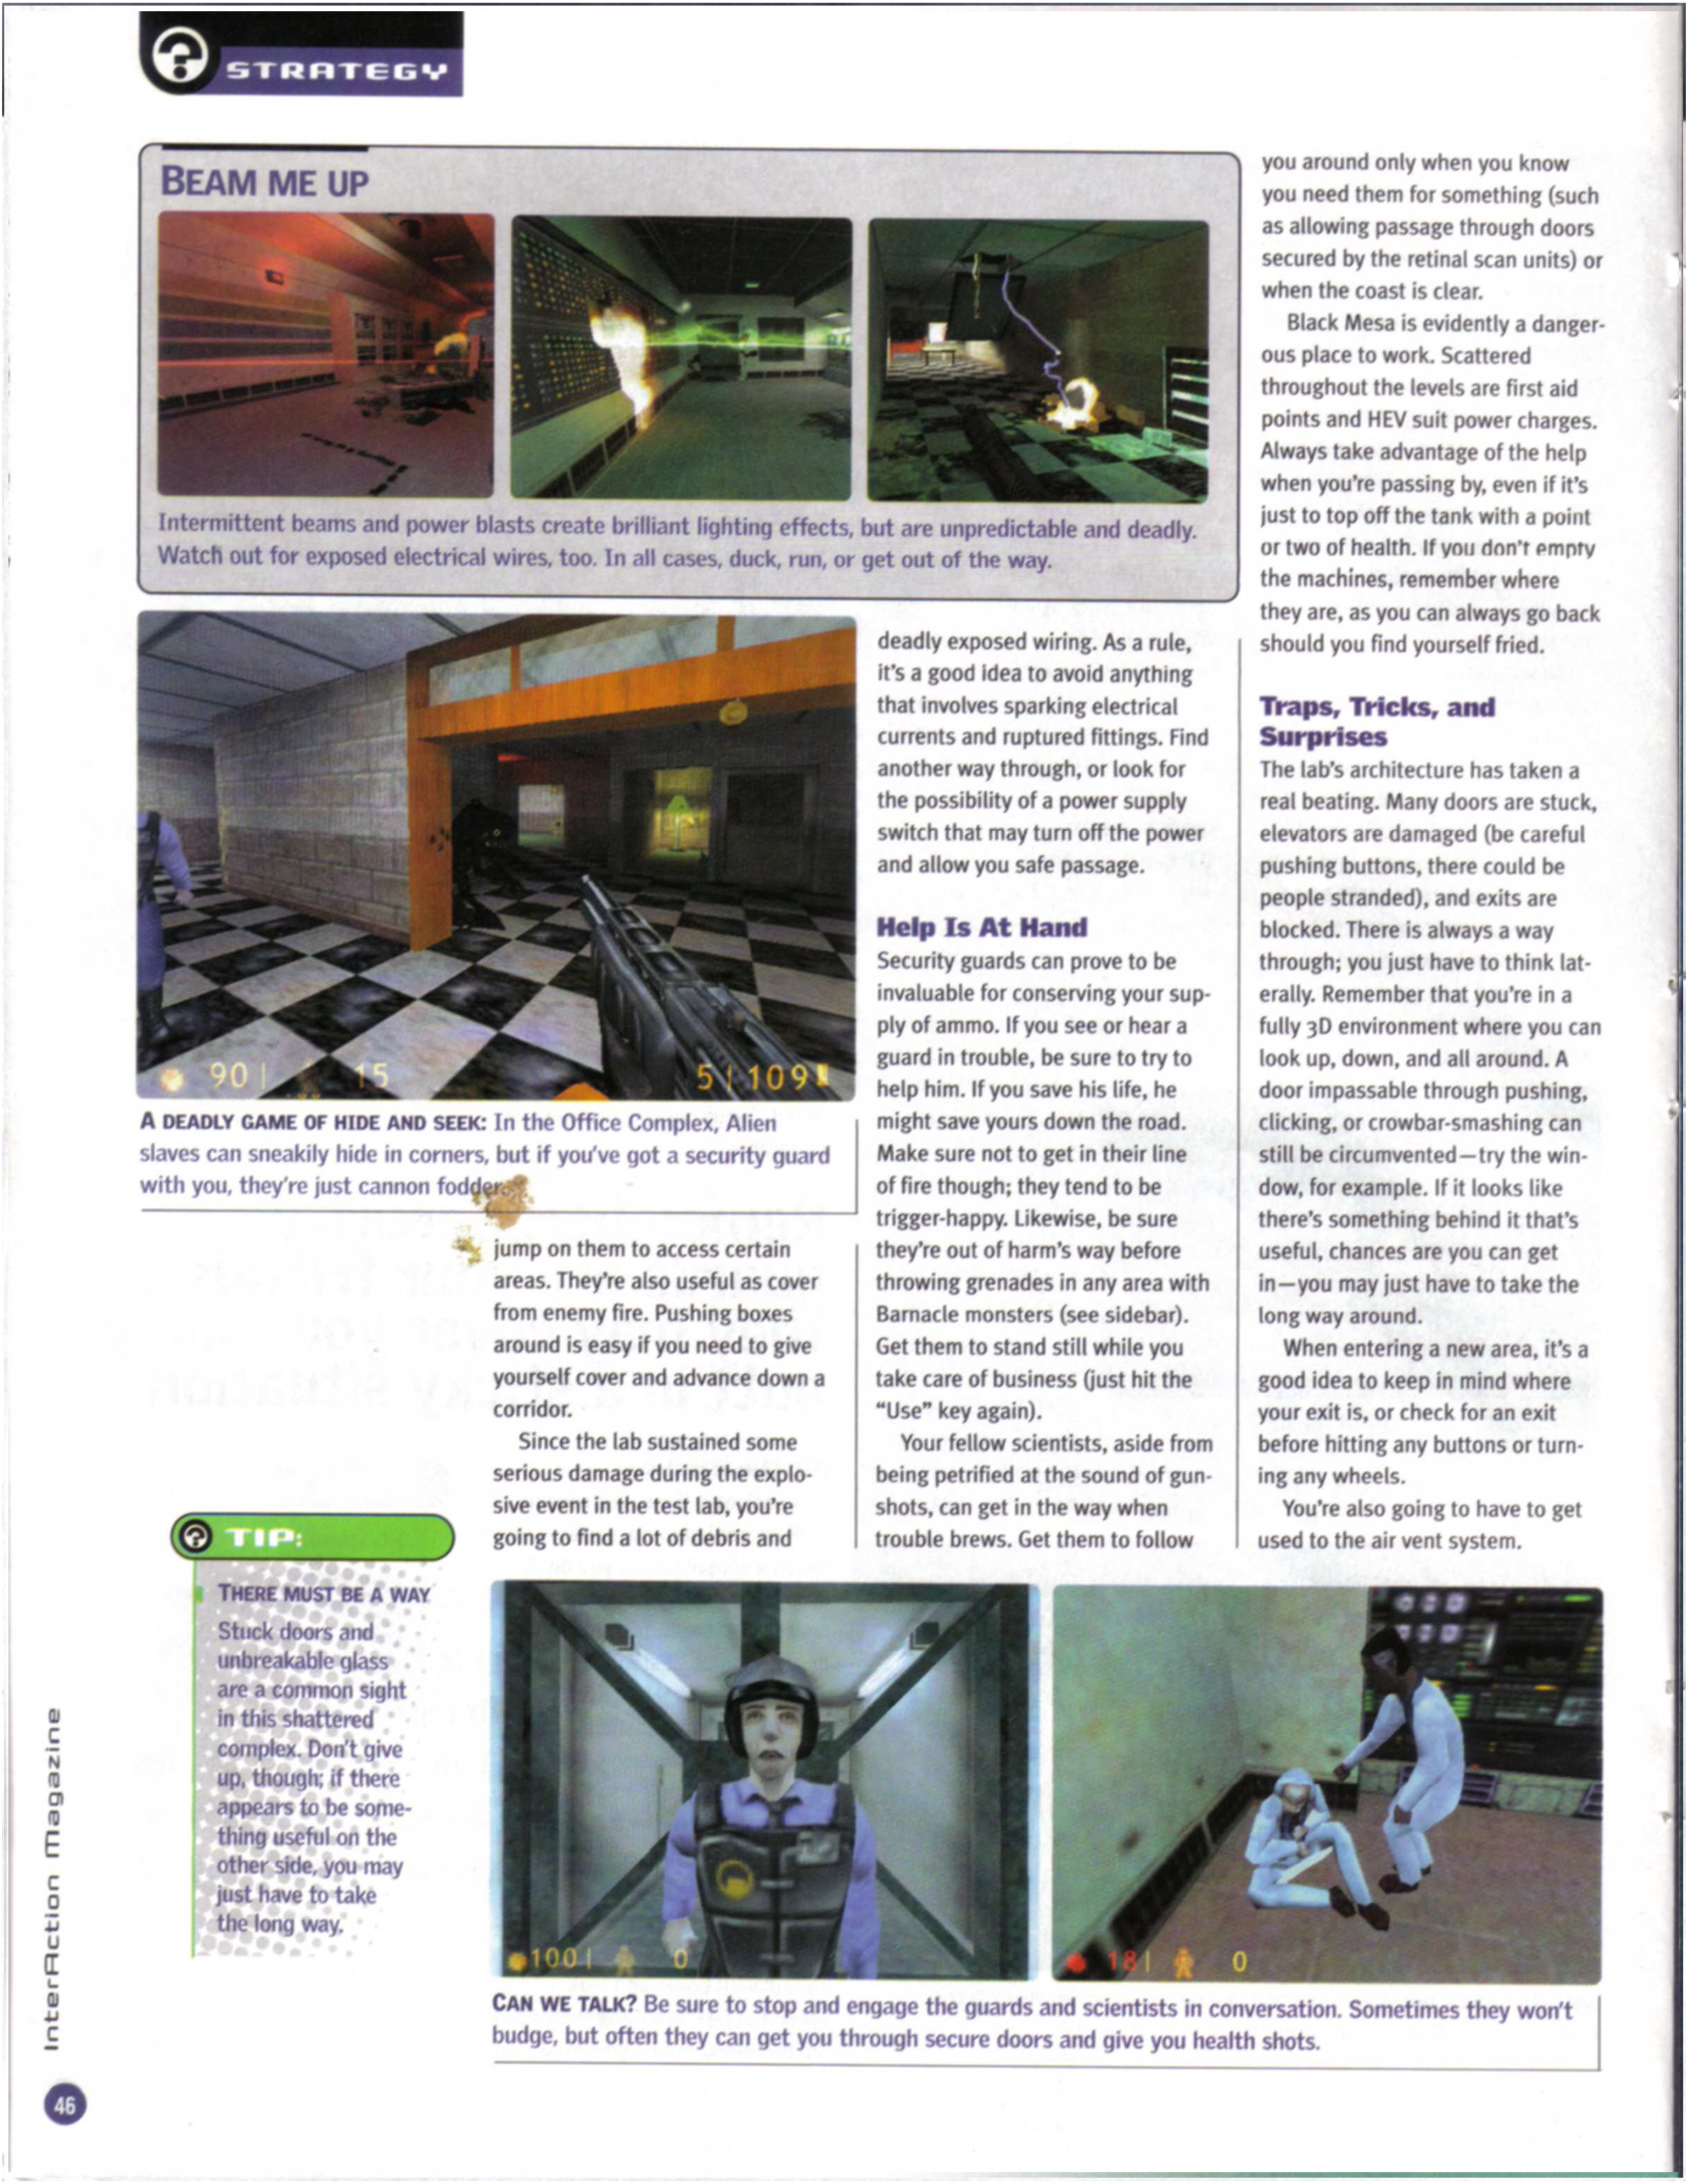 STRATEGY
BEAM ME UP
Intermittent beams and power blasts create brilliant lighting effects, but are unpredictable and deadly.
Watch out for exposed electrical wires, too. In all cases, duck, run, or get out of the way.
90| 15
5|109
A DEADLY GAME OF HIDE AND SEEK: In the Office Complex, Alien
slaves can sneakily hide in corners, but if you've got a security guard
with you, they're just cannon fodder.
jump on them to access certain
areas. They're also useful as cover
from enemy fire. Pushing boxes
around is easy if you need to give
yourself cover and advance down a
corridor.
Since the lab sustained some
serious damage during the explo-
sive event in the test lab, you're
going to find a lot of debris and
deadly exposed wiring. As a rule,
it's a good idea to avoid anything
that involves sparking electrical
currents and ruptured fittings. Find
another way through, or look for
the possibility of a power supply
switch that may turn off the power
and allow you safe passage.
Help Is At Hand
Security guards can prove to be
invaluable for conserving your sup-
ply of ammo. If you see or hear a
guard in trouble, be sure to try to
help him. If you save his life, he
might save yours down the road.
Make sure not to get in their line
of fire though; they tend to be
trigger-happy. Likewise, be sure
they're out of harm's way before
throwing grenades in any area with
Barnacle monsters (see sidebar).
Get them to stand still while you
take care of business (just hit the
“Use” key again).
Your fellow scientists, aside from
being petrified at the sound of gun-
shots, can get in the way when
trouble brews. Get them to follow
you around only when you know
you need them for something (such
as allowing passage through doors
secured by the retinal scan units) or
when the coast is clear.
Black Mesa is evidently a danger-
ous place to work. Scattered
throughout the levels are first aid
points and HEV suit power charges.
Always take advantage of the help
when you're passing by, even if it's
just to top off the tank with a point
or two of health. If you don't empty
the machines, remember where
they are, as you can always go back
should you find yourself fried.
Traps, Tricks, and
Surprises
The lab's architecture has taken a
real beating. Many doors are stuck,
elevators are damaged (be careful
pushing buttons, there could be
people stranded), and exits are
blocked. There is always a way
through; you just have to think lat-
erally. Remember that you're in a
fully 3D environment where you can
look up, down, and all around. A
door impassable through pushing,
clicking, or crowbar-smashing can
still be circumvented—try the win-
dow, for example. If it looks like
there's something behind it that's
useful, chances are you can get
in—you may just have to take the
long way around.
When entering a new area, it's a
good idea to keep in mind where
your exit is, or check for an exit
before hitting any buttons or turn-
ing any wheels.
You're also going to have to get
used to the air vent system.
TIP:
THERE MUST BE A WAY
Stuck doors and
unbreakable glass
are a common sight
in this shattered
complex. Don't give
up, though; if there
appears to be some-
thing useful on the
other side, you may
just have to take
the long way.
100| 0
18| 0
CAN WE TALK? Be sure to stop and engage the guards and scientists in conversation. Sometimes they won't
budge, but often they can get you through secure doors and give you health shots.
InterAction magazine
46